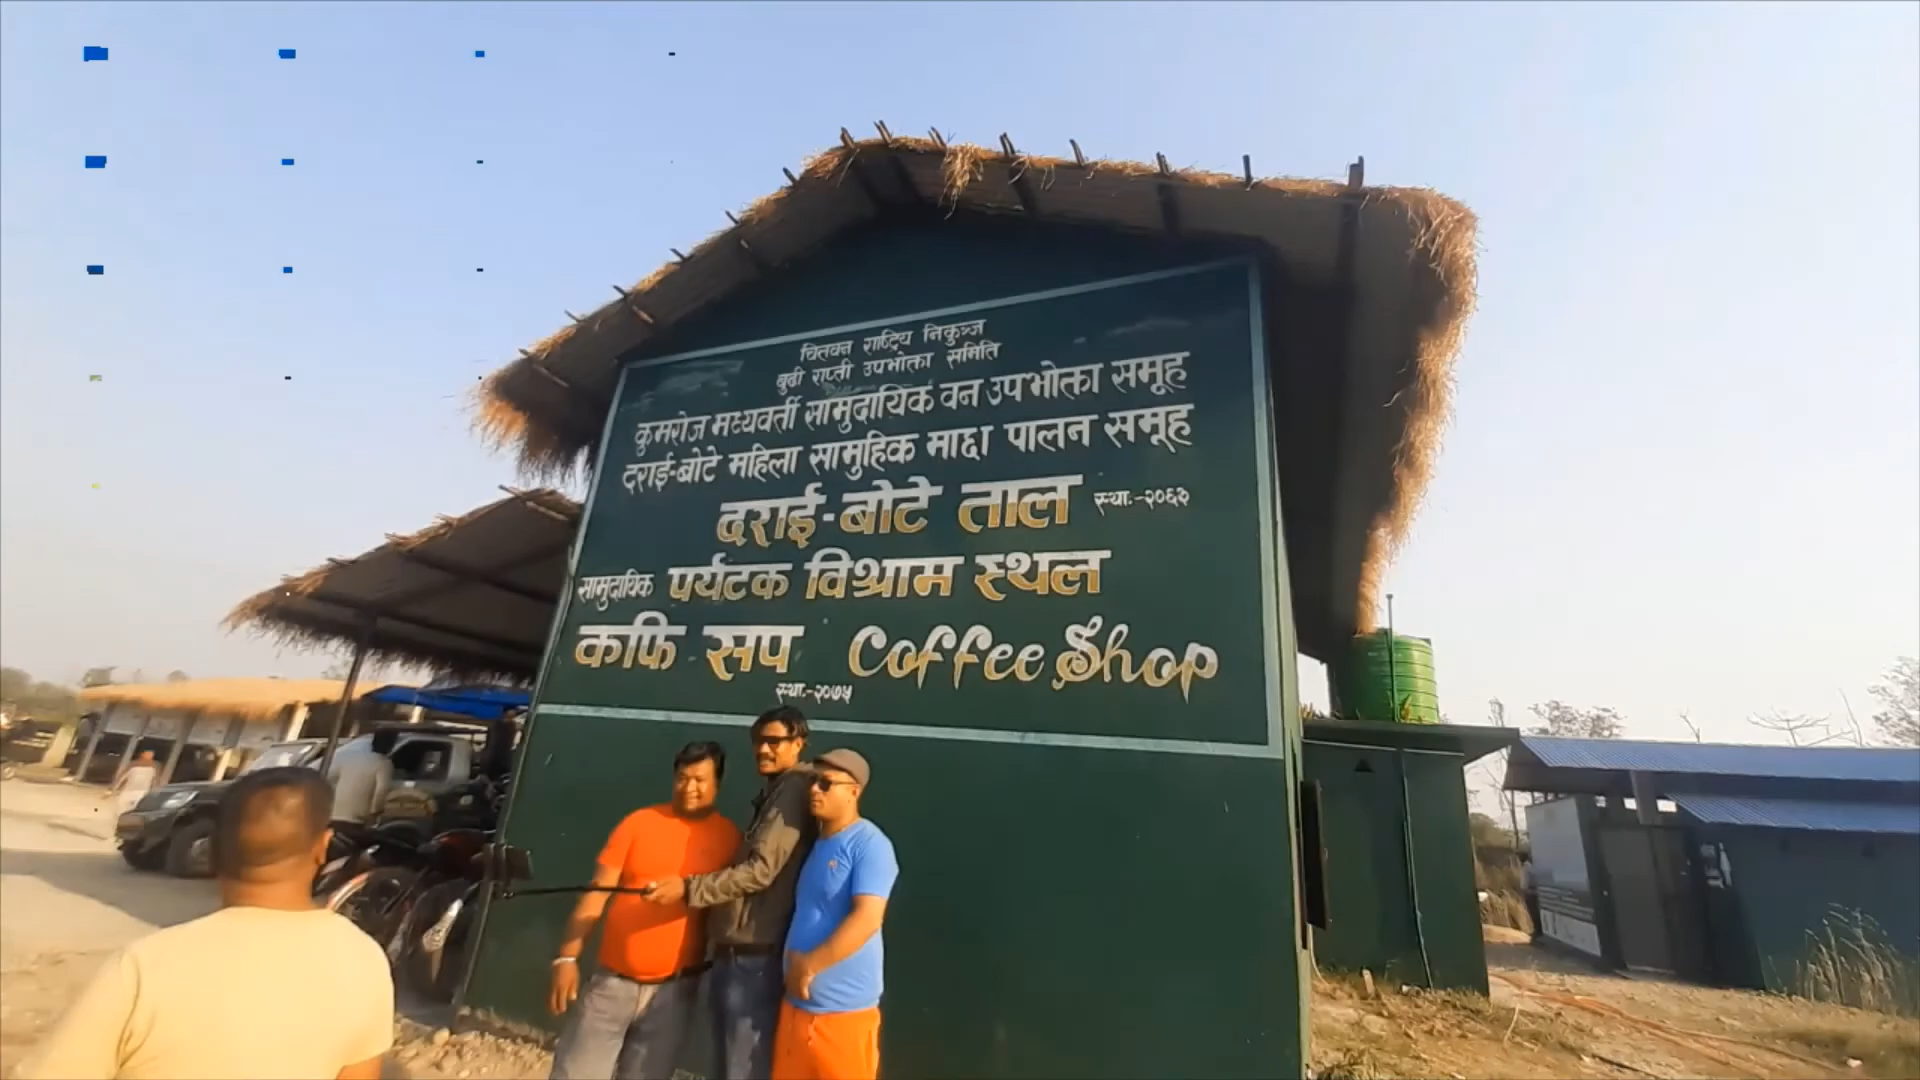 चितवन राष्ट्रिय निकुञ्ज
बुढी राप्ती उपभोक्ता समिति
कुमरोज मध्यवर्ती सामुदायिक वन उपभोक्ता समूह
दराई-बोटे महिला सामुहिक माछा पालन समूह
दराई-बोटे ताल स्था.-२०६३
सामुदायिक पर्यटक विश्राम स्थल
कफि सप Coffee Shop
स्था.-२०७५